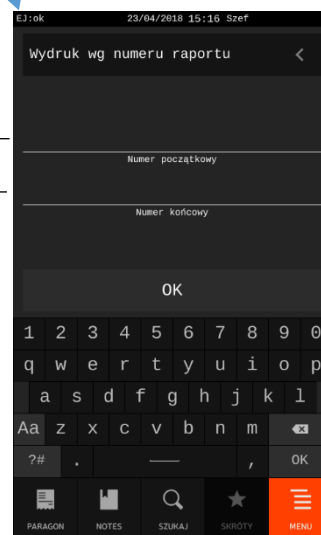 EJ:ok 23/04/2018 15:16 Szef
Wydruk wg numeru raportu
Numer początkowy
Numer końcowy
OK
1 2 3 4 5 6 7 8 9 0
q w e r t y u i o p
a s d f g h j k l
Aa z x c v b n m
?# . , OK
PARAGON NOTES SZUKAJ SKRÓTY MENU